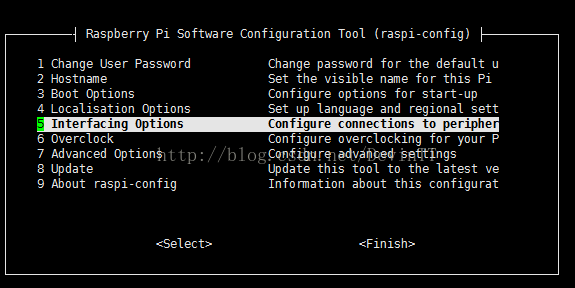 Raspberry Pi Software Configuration Tool (raspi-config)
1 Change User Password Change password for the default u
2 Hostname Set the visible name for this Pi
3 Boot Options Configure options for start-up
4 Localisation Options Set up language and regional sett
5 Interfacing Options Configure connections to peripher
6 Overclock Configure overclocking for your P
7 Advanced Options Configure advanced settings
8 Update Update this tool to the latest ve
9 About raspi-config Information about this configurat
<Select> <Finish>